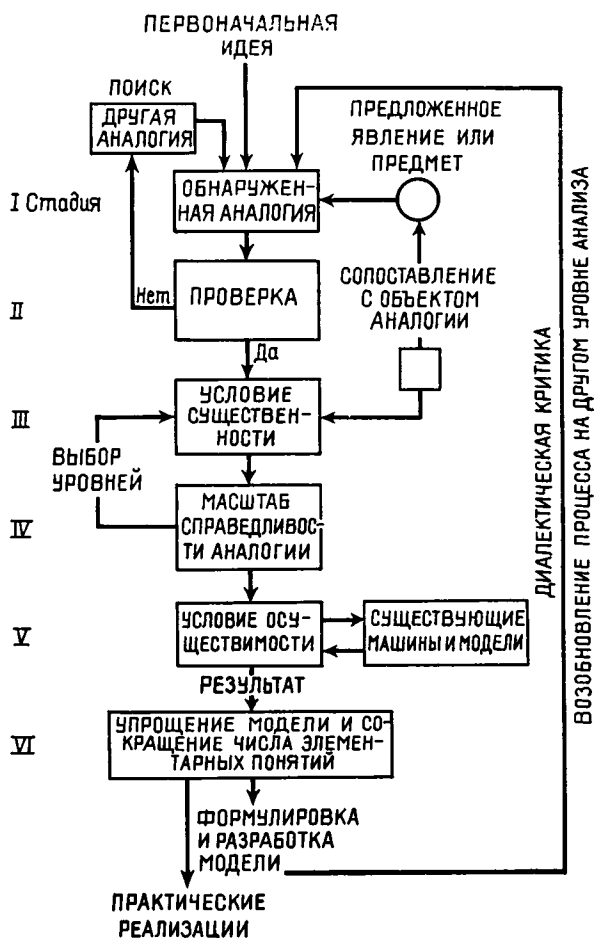 ПЕРВОНАЧАЛЬНАЯ
ИДЕЯ
ПОИСК
ДРУГАЯ
АНАЛОГИЯ
ПРЕДЛОЖЕННОЕ
ЯВЛЕНИЕ ИЛИ
ПРЕДМЕТ
I Стадия
ОБНАРУЖЕН-
НАЯ АНАЛОГИЯ
СОПОСТАВЛЕНИЕ
С ОБЪЕКТОМ
АНАЛОГИИ
II
Нет
ПРОВЕРКА
Да
III
УСЛОВИЕ
СУЩЕСТВЕН-
НОСТИ
ВЫБОР
УРОВНЕЙ
IV
МАСШТАБ
СПРАВЕДЛИВОС-
ТИ АНАЛОГИИ
V
УСЛОВИЕ ОСУ-
ЩЕСТВИМОСТИ
СУЩЕСТВУЮЩИЕ
МАШИНЫ И МОДЕЛИ
РЕЗУЛЬТАТ
VI
УПРОЩЕНИЕ МОДЕЛИ И СО-
КРАЩЕНИЕ ЧИСЛА ЭЛЕМЕН-
ТАРНЫХ ПОНЯТИЙ
ФОРМУЛИРОВКА
И РАЗРАБОТКА
МОДЕЛИ
ПРАКТИЧЕСКИЕ
РЕАЛИЗАЦИИ
ДИАЛЕКТИЧЕСКАЯ КРИТИКА
ВОЗОБНОВЛЕНИЕ ПРОЦЕССА НА ДРУГОМ УРОВНЕ АНАЛИЗА